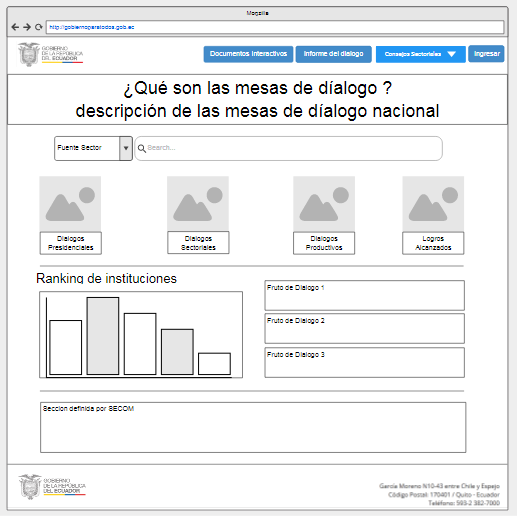 Mozilla
http://gobiernoparatodos.gob.ec
GOBIERNO
DE LA REPÚBLICA
DEL ECUADOR
Documentos Interactivos
Informe del dialogo
Consejos Sectoriales
Ingresar
¿Qué son las mesas de díalogo ?
descripción de las mesas de díalogo nacional
Fuente Sector
Search...
Dialogos
Presidenciales
Dialogos
Sectoriales
Dialogos
Productivos
Logros
Alcanzados
Ranking de instituciones
Fruto de Dialogo 1
Fruto de Dialogo 2
Fruto de Dialogo 3
Seccion definida por SECOM
GOBIERNO
DE LA REPÚBLICA
DEL ECUADOR
García Moreno N10-43 entre Chile y Espejo
Código Postal: 170401 / Quito - Ecuador
Teléfono: 593-2 382-7000